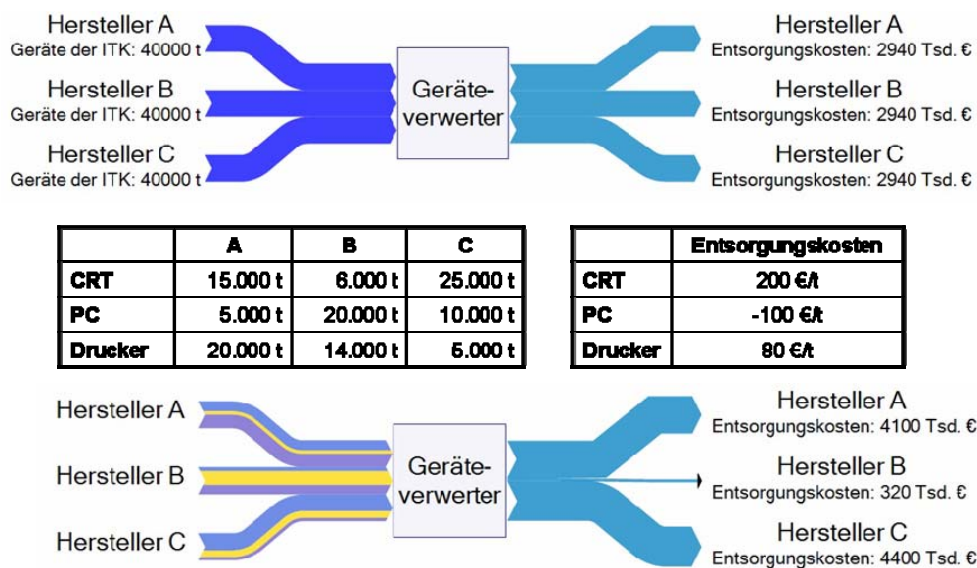 Hersteller A
Geräte der ITK: 40000 t
Hersteller B
Geräte der ITK: 40000 t
Hersteller C
Geräte der ITK: 40000 t
Geräte-
verwerter
Hersteller A
Entsorgungskosten: 2940 Tsd. €
Hersteller B
Entsorgungskosten: 2940 Tsd. €
Hersteller C
Entsorgungskosten: 2940 Tsd. €
A B C
CRT 15.000 t 6.000 t 25.000 t
PC 5.000 t 20.000 t 10.000 t
Drucker 20.000 t 14.000 t 5.000 t
Entsorgungskosten
CRT 200 €/t
PC -100 €/t
Drucker 80 €/t
Hersteller A
Hersteller B
Hersteller C
Geräte-
verwerter
Hersteller A
Entsorgungskosten: 4100 Tsd. €
Hersteller B
Entsorgungskosten: 320 Tsd. €
Hersteller C
Entsorgungskosten: 4400 Tsd. €